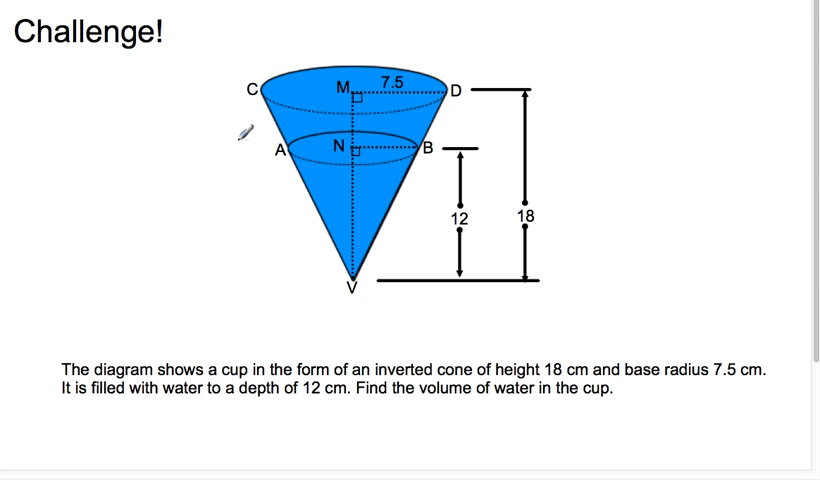 Challenge!
C M 7.5 D
A N B
12 18
V
The diagram shows a cup in the form of an inverted cone of height 18 cm and base radius 7.5 cm.
It is filled with water to a depth of 12 cm. Find the volume of water in the cup.